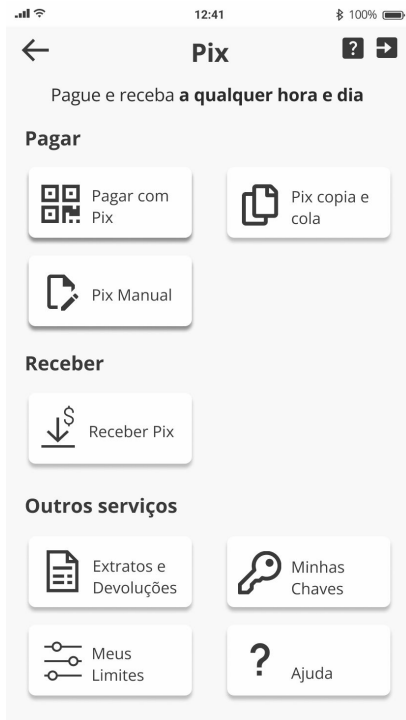 12:41
100%
Pix
Pague e receba a qualquer hora e dia
Pagar
Pagar com
Pix
Pix copia e
cola
Pix Manual
Receber
Receber Pix
Outros serviços
Extratos e
Devoluções
Minhas
Chaves
Meus
Limites
Ajuda